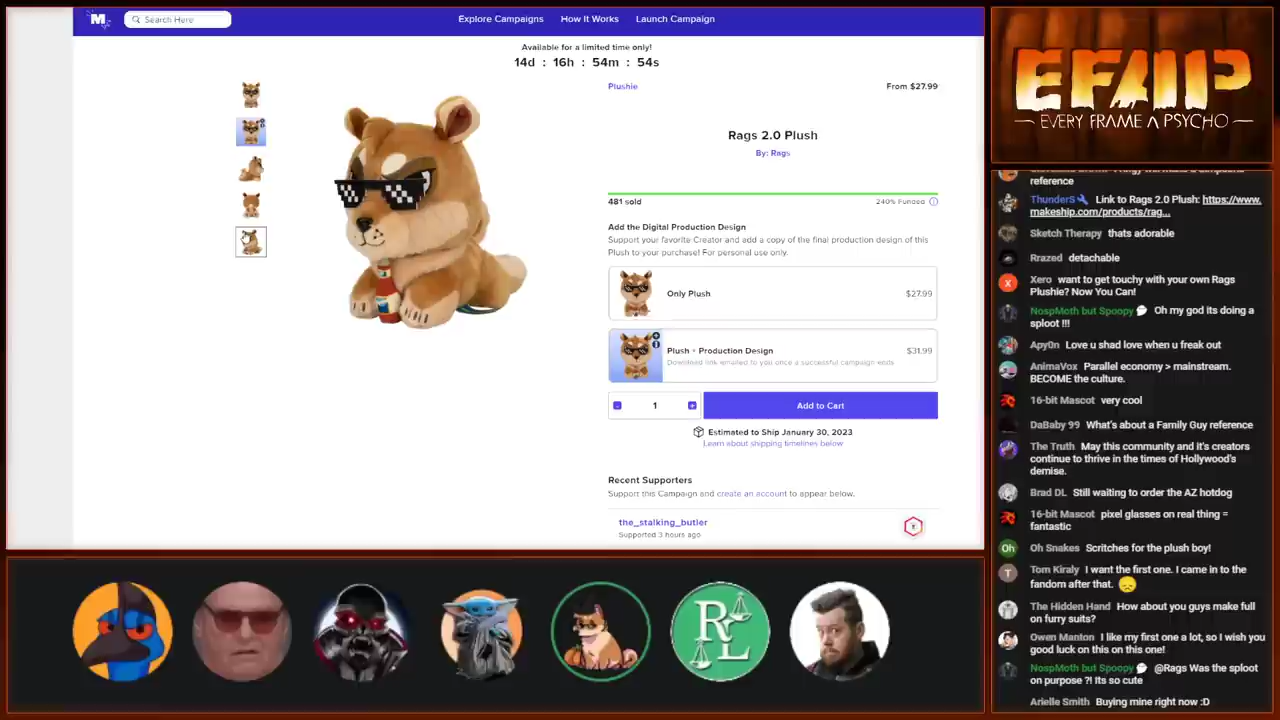 M
Search Here
Explore Campaigns
How It Works
Launch Campaign
Available for a limited time only!
14d : 16h : 54m : 54s
Plushie
From $27.99
Rags 2.0 Plush
By: Rags
481 sold
240% Funded
Add the Digital Production Design
Support your favorite Creator and add a copy of the final production design of this
Plush to your purchase! For personal use only.
Only Plush
$27.99
Plush + Production Design
$31.99
Download link emailed to you once a successful campaign ends
- 1 +
Add to Cart
Estimated to Ship January 30, 2023
Learn about shipping timelines below
Recent Supporters
Support this Campaign and create an account to appear below.
the_stalking_butler
Supported 3 hours ago
RL
EFAP
EVERY FRAME A PSYCHO
reference
ThunderS Link to Rags 2.0 Plush: https://www.
makeship.com/products/rag...
Sketch Therapy thats adorable
Rrazed detachable
Xero want to get touchy with your own Rags
Plushie? Now You Can!
NospMoth but Spoopy Oh my god Its doing a
sploot !!!
Apy0n Love u shad love when u freak out
AnimaVox Parallel economy > mainstream.
BECOME the culture.
16-bit Mascot very cool
DaBaby 99 What's about a Family Guy reference
The Truth May this community and it's creators
continue to thrive in the times of Hollywood's
demise.
Brad DL Still waiting to order the AZ hotdog
16-bit Mascot pixel glasses on real thing =
fantastic
Oh
Oh Snakes Scritches for the plush boy!
T
Tom Kiraly I want the first one. I came in to the
fandom after that. 😞
The Hidden Hand How about you guys make full
on furry suits?
Owen Manton I like my first one a lot, so I wish you
good luck on this on this one!
NospMoth but Spoopy @Rags Was the sploot
on purpose ?! Its so cute
Arielle Smith Buying mine right now :D